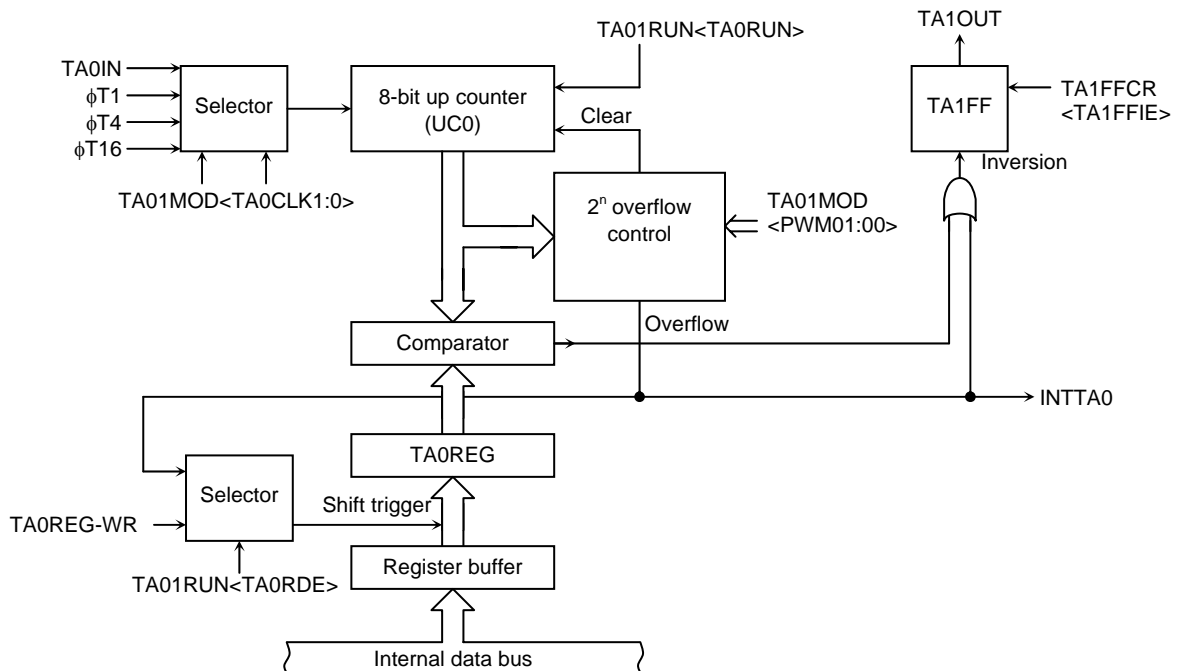 TA01RUN<TA0RUN>
TA1OUT
TA0IN
ϕT1
ϕT4
ϕT16
Selector
8-bit up counter
(UC0)
TA1FF
TA1FFCR
<TA1FFIE>
Clear
Inversion
TA01MOD<TA0CLK1:0>
2ⁿ overflow
control
TA01MOD
<PWM01:00>
Overflow
Comparator
INTTA0
TA0REG
Selector
Shift trigger
TA0REG-WR
Register buffer
TA01RUN<TA0RDE>
Internal data bus